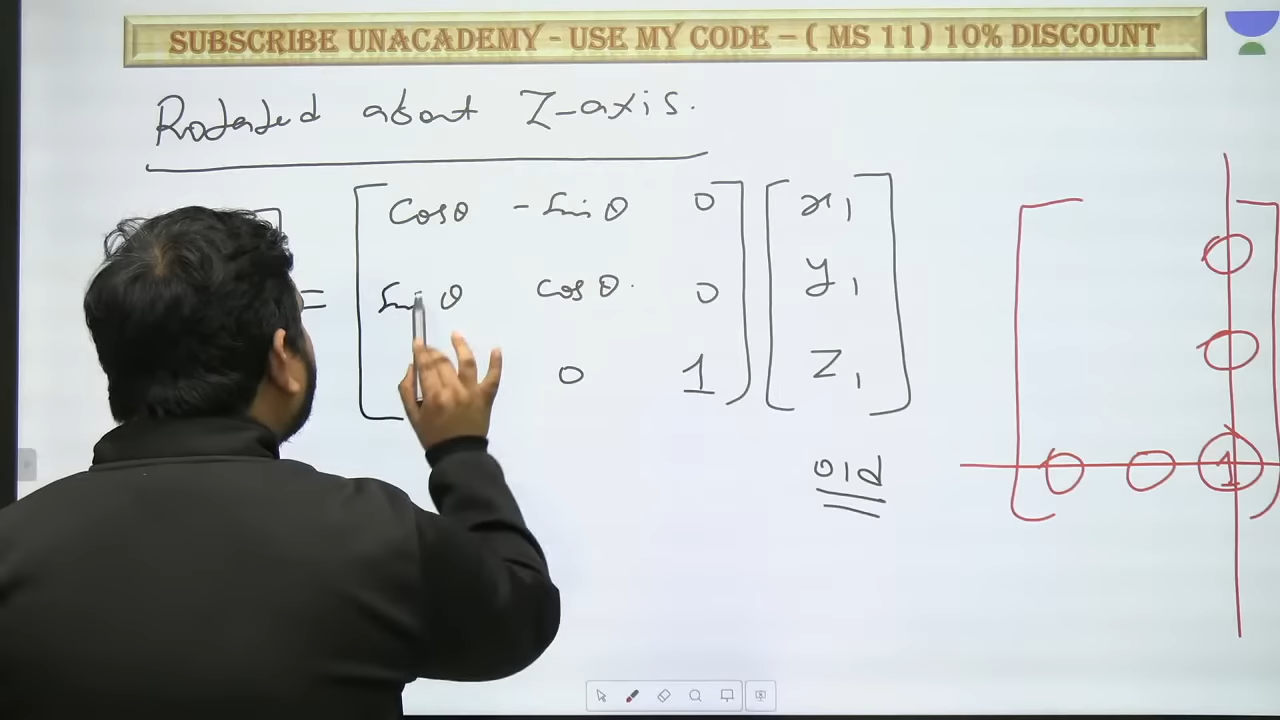 SUBSCRIBE UNACADEMY - USE MY CODE – ( MS 11) 10% DISCOUNT
Rotated about Z-axis.
Cosθ - Sinθ 0 x1
= Sinθ cosθ. 0 y1
0 1 Z1
old
1